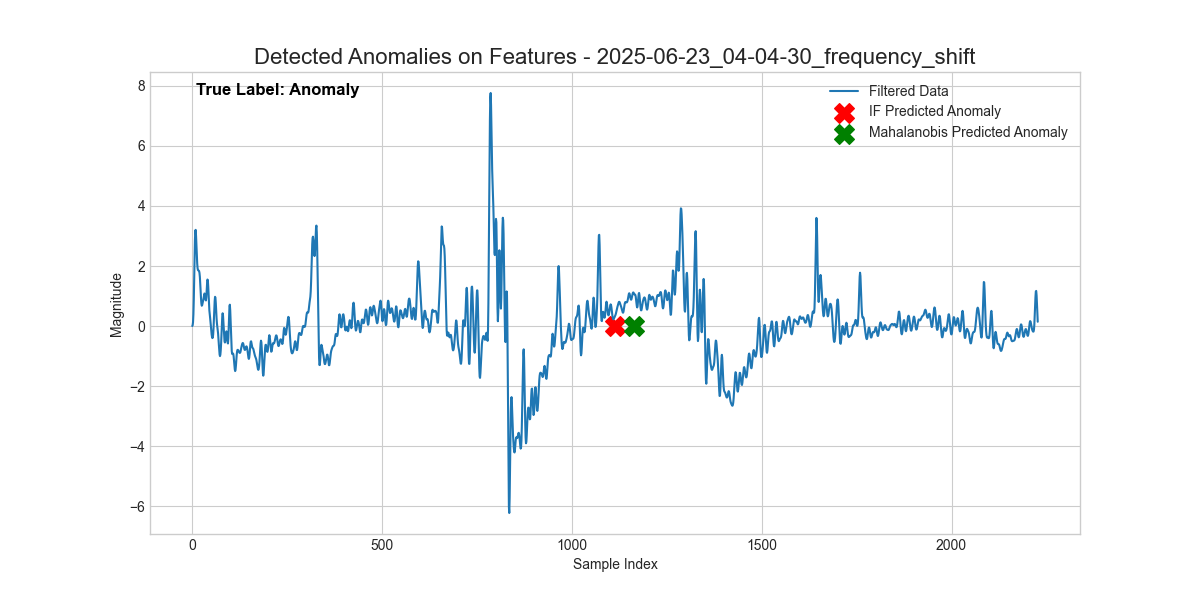 Detected Anomalies on Features - 2025-06-23_04-04-30_frequency_shift
True Label: Anomaly
Filtered Data
IF Predicted Anomaly
Mahalanobis Predicted Anomaly
Magnitude
8
6
4
2
0
−2
−4
−6
0 500 1000 1500 2000
Sample Index